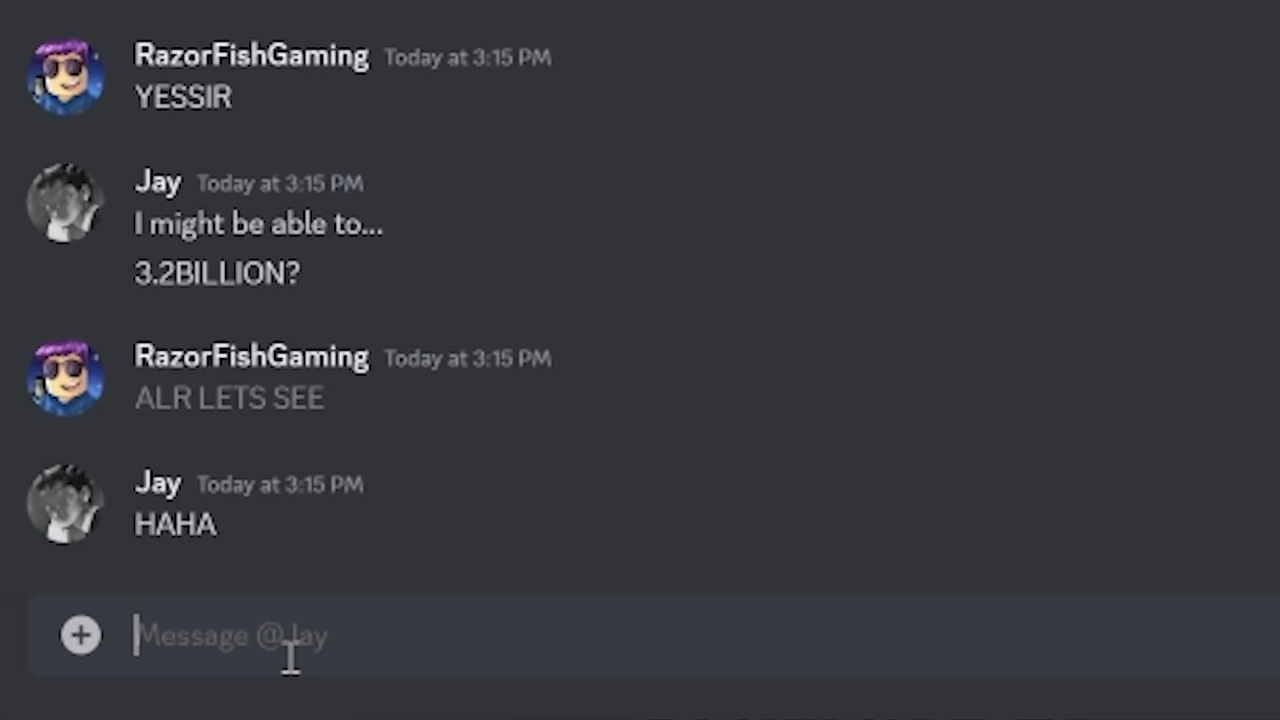 RazorFishGaming Today at 3:15 PM
YESSIR
Jay Today at 3:15 PM
I might be able to...
3.2BILLION?
RazorFishGaming Today at 3:15 PM
ALR LETS SEE
Jay Today at 3:15 PM
HAHA
Message @Jay